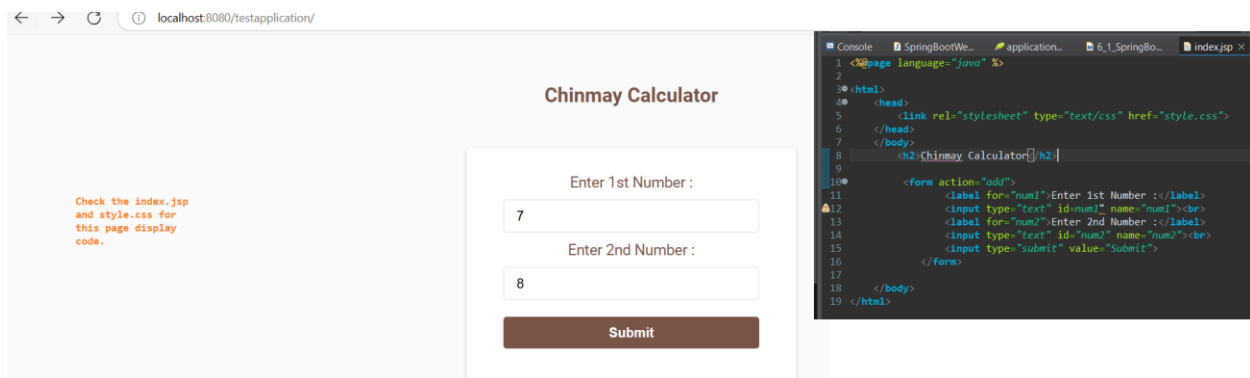 localhost:8080/testapplication/
Chinmay Calculator
Check the index.jsp
and style.css for
this page display
code.
Enter 1st Number :
7
Enter 2nd Number :
8
Submit
Console SpringBootWe... application... 6_1_SpringBo... index.jsp ×
1 <%@page language="java" %>
2
3 <html>
4 <head>
5 <link rel="stylesheet" type="text/css" href="style.css">
6 </head>
7 </body>
8 <h2>Chinmay Calculator</h2>
9
10 <form action="add">
11 <label for="num1">Enter 1st Number :</label>
12 <input type="text" id=num1" name="num1"><br>
13 <label for="num2">Enter 2nd Number :</label>
14 <input type="text" id="num2" name="num2"><br>
15 <input type="submit" value="Submit">
16 </form>
17
18 </body>
19 </html>